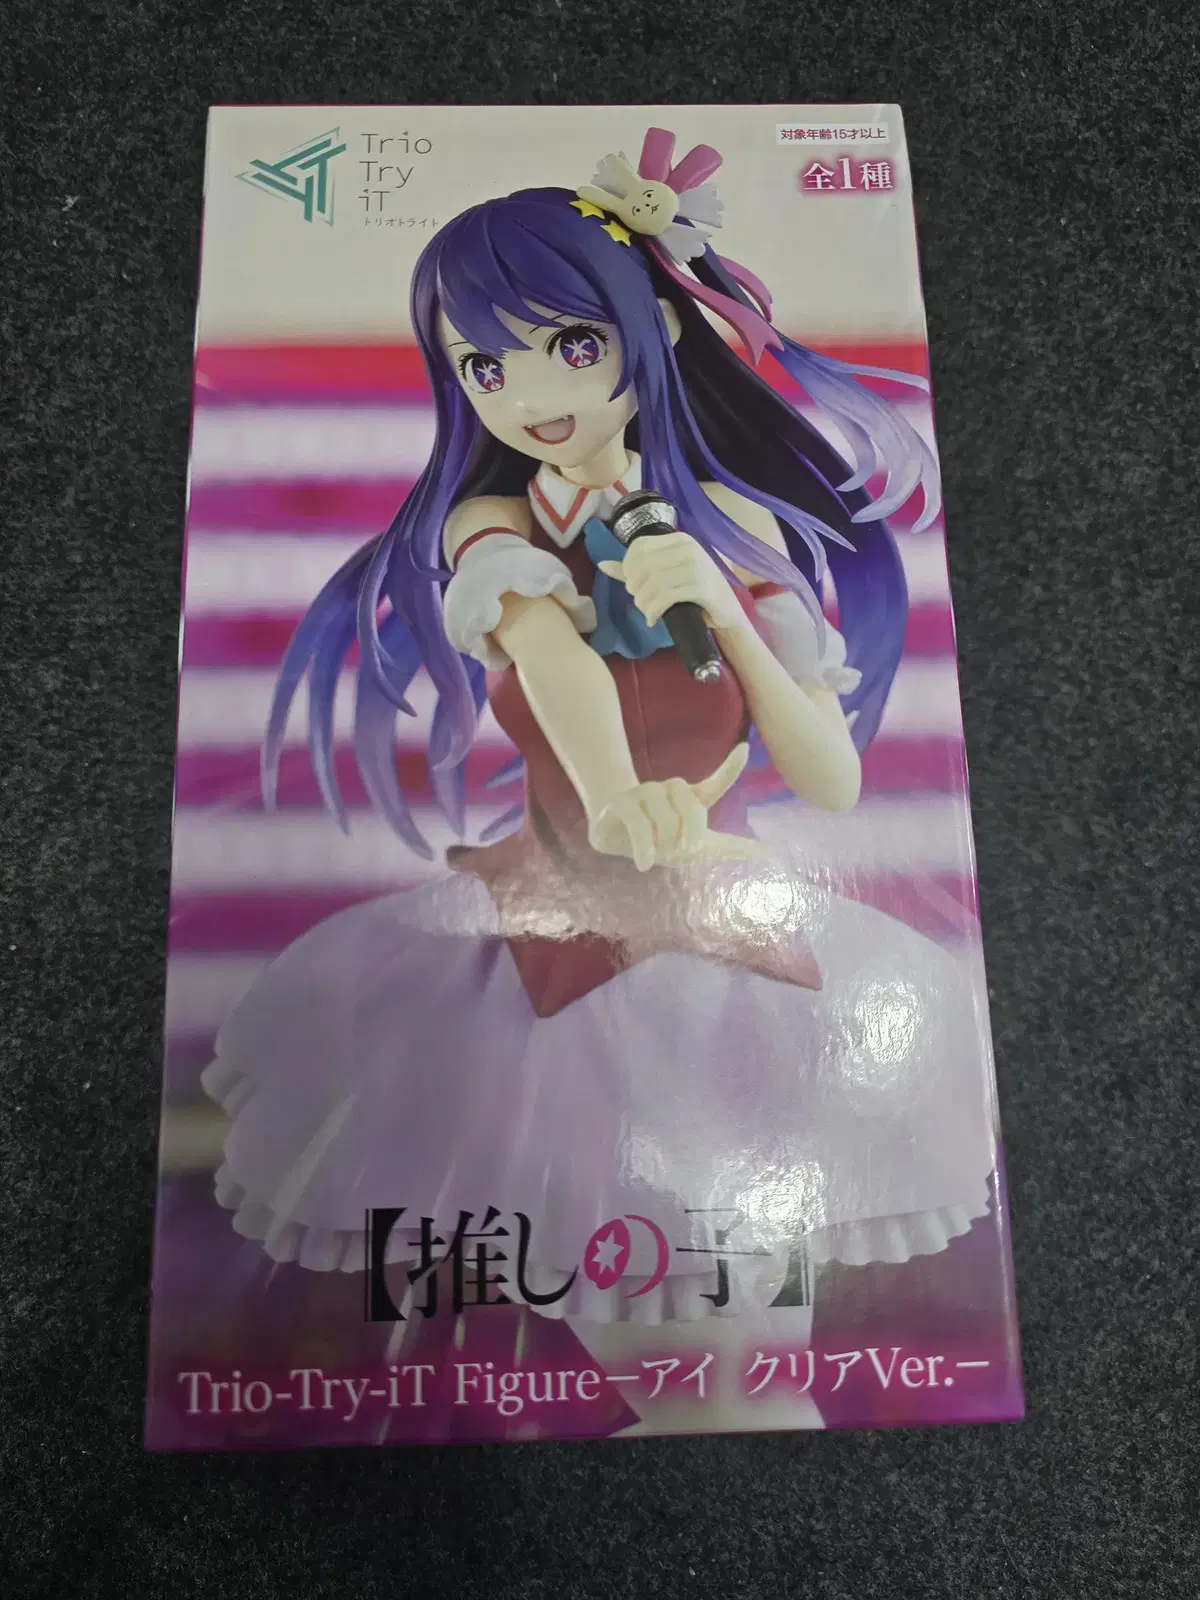 Trio
Try
iT
トリオトライト
対象年齢15才以上
全1種
【推しの子】
Trio-Try-iT Figure－アイ クリアVer.－